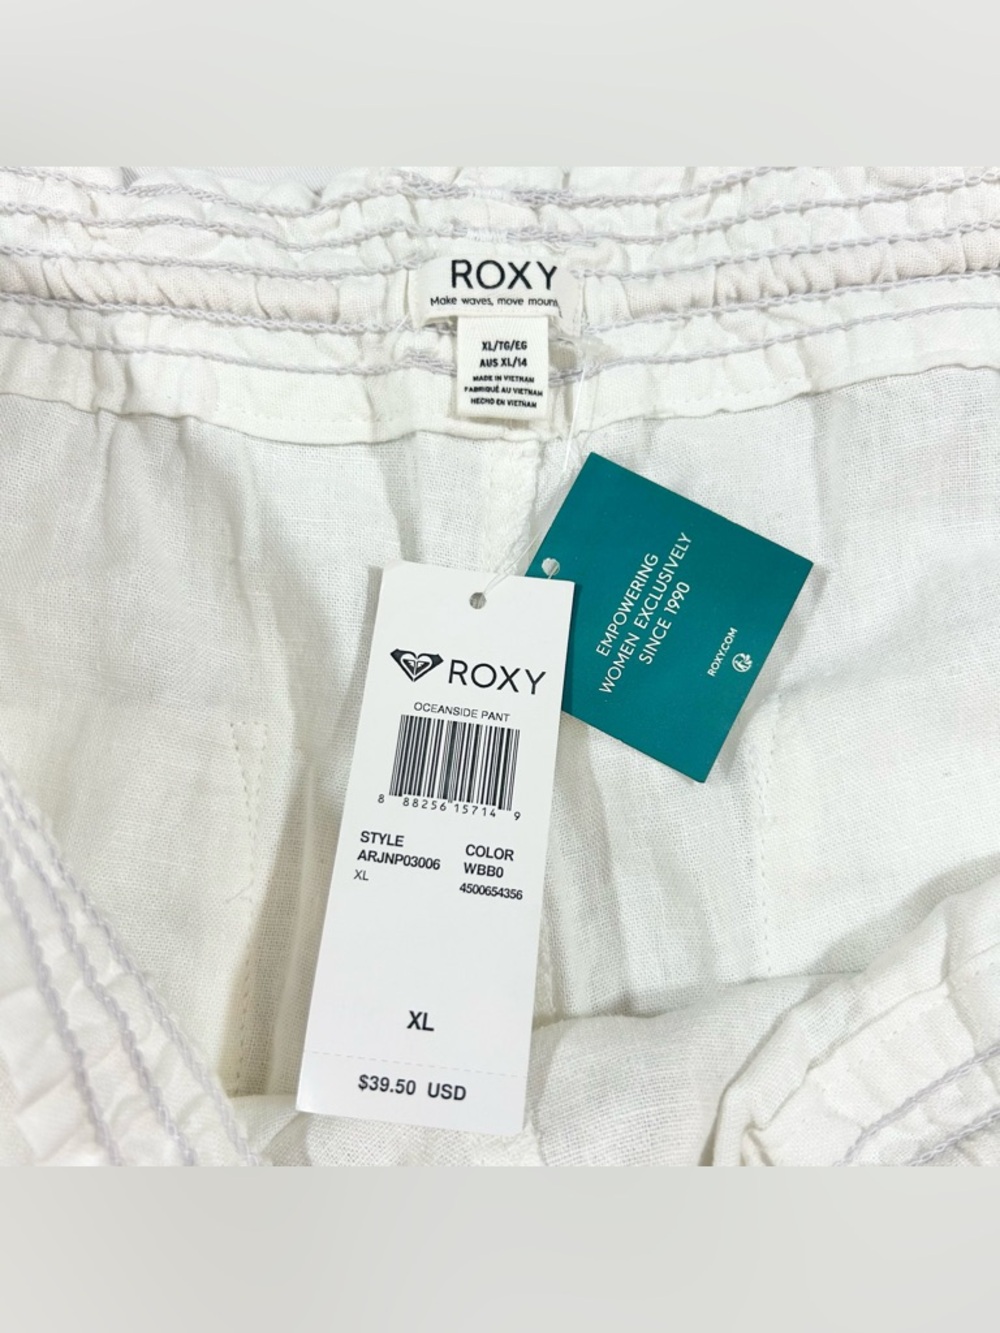 ROXY
Make waves, move
XL/TG/EG
AUS XL/14
MADE IN VIETNAM
FABRIQUÉ AU VIETNAM
HECHO EN VIETNAM
EMPOWERING
WOMEN EXCLUSIVELY
SINCE 1990
ROXY.COM
ROXY
OCEANSIDE PANT
8 88256 15714 9
STYLE
ARJNP03006
XL
COLOR
WBB0
4500654356
XL
$39.50 USD